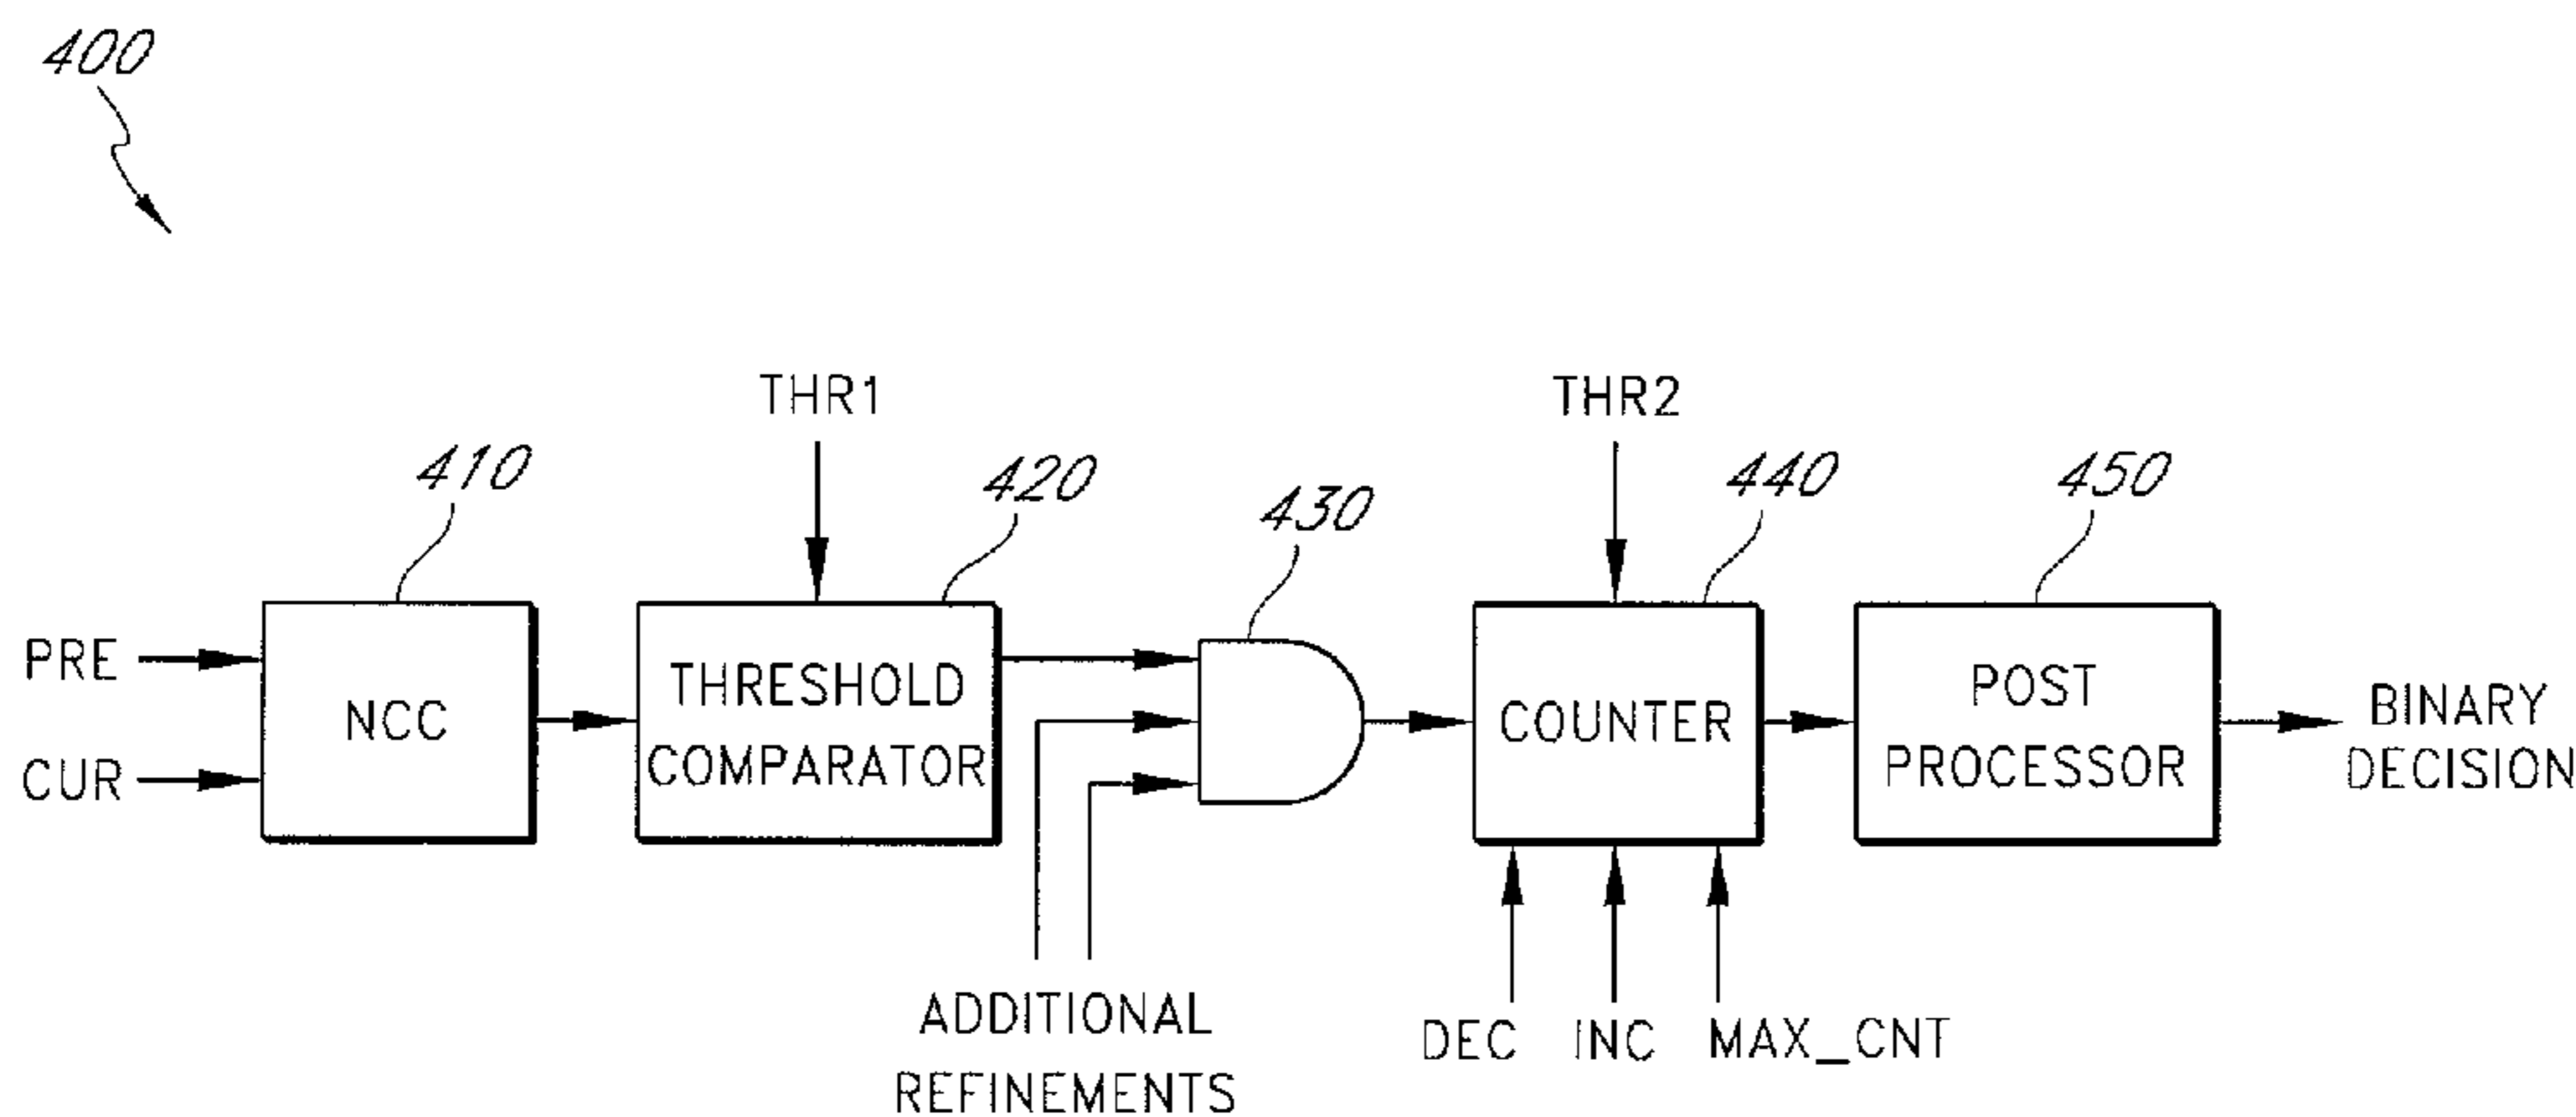 400
THR1
THR2
410
420
430
440
450
PRE
CUR
NCC
THRESHOLD
COMPARATOR
COUNTER
POST
PROCESSOR
BINARY
DECISION
ADDITIONAL
REFINEMENTS
DEC
INC
MAX_CNT